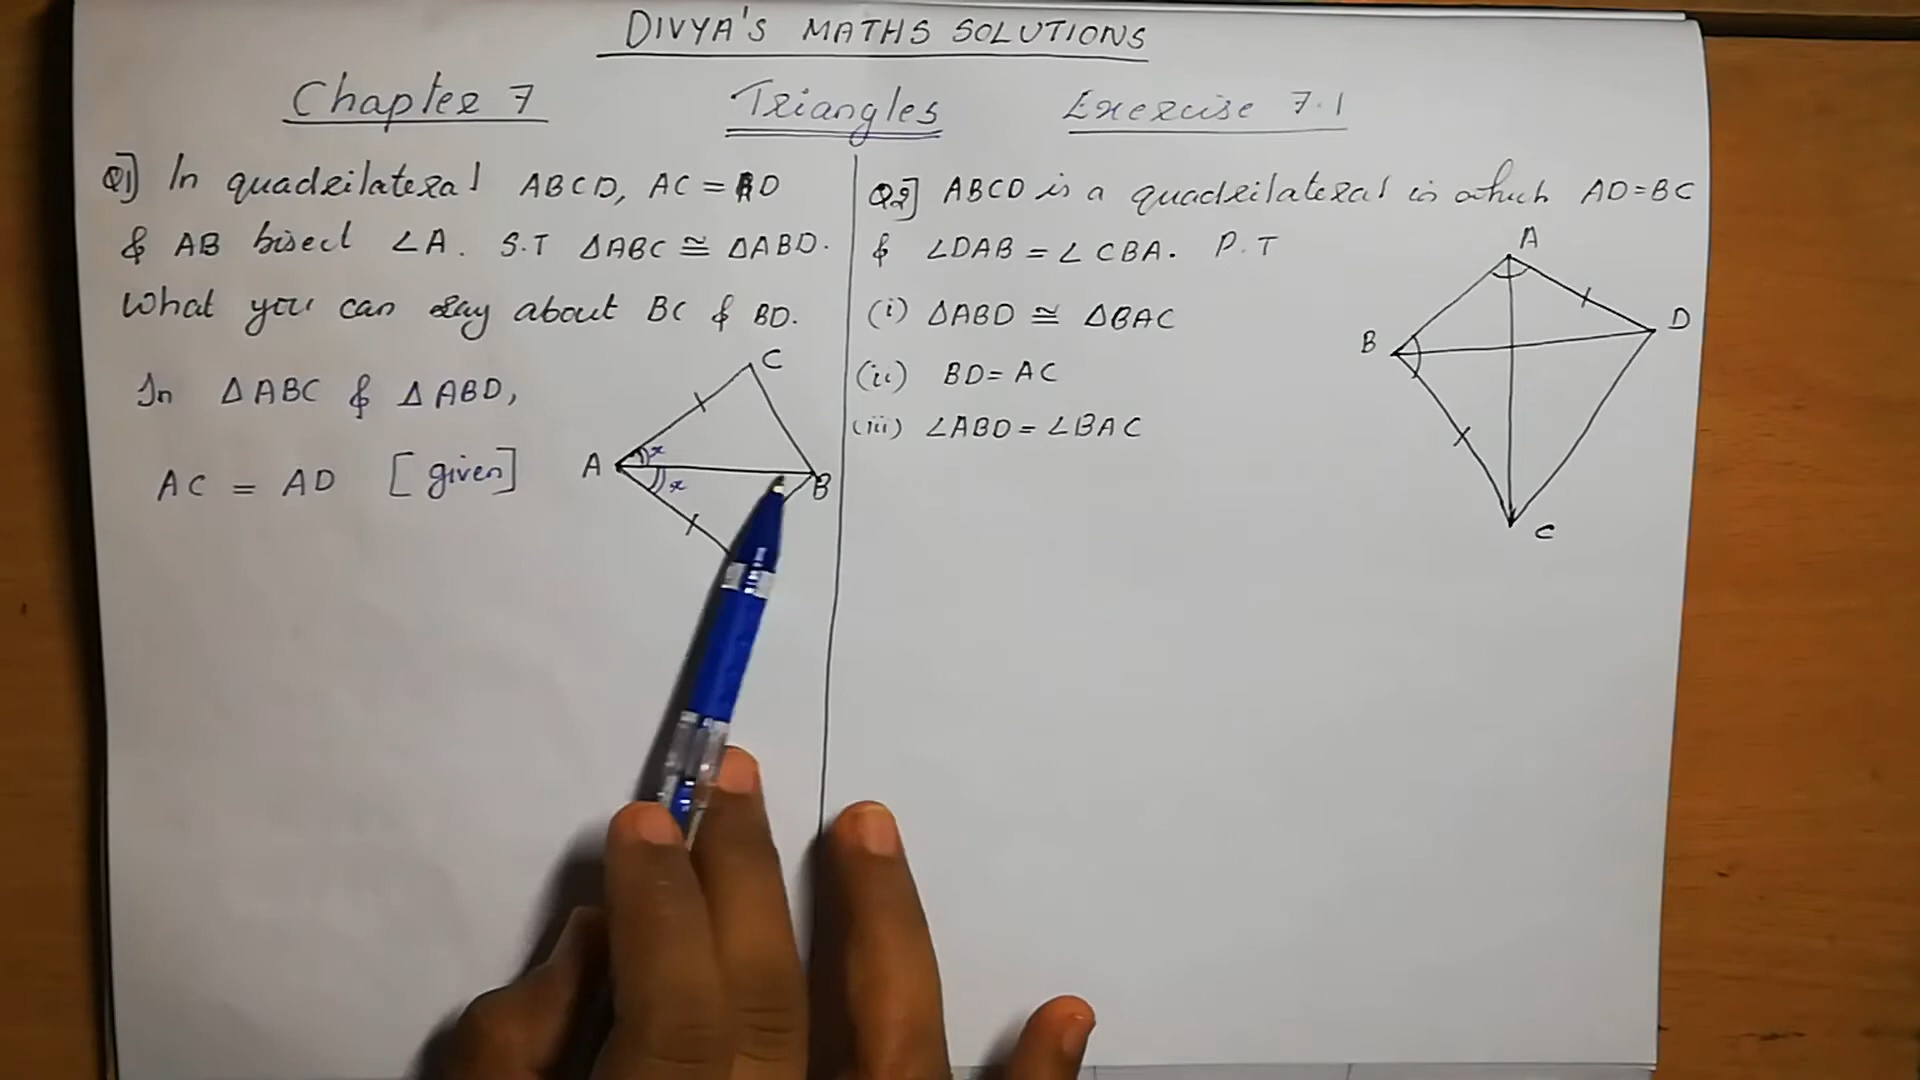 DIVYA'S MATHS SOLUTIONS
Chapter 7 Triangles Exercise 7.1
Q1] In quadrilateral ABCD, AC = AD
& AB bisect ∠A. S.T ΔABC ≅ ΔABD.
What you can say about BC & BD.
In ΔABC & ΔABD,
AC = AD [given]
C
A
x
x
B
Q2] ABCD is a quadrilateral in which AD=BC
& ∠DAB = ∠CBA. P.T
(i) ΔABD ≅ ΔBAC
(ii) BD = AC
(iii) ∠ABD = ∠BAC
A
B
D
C